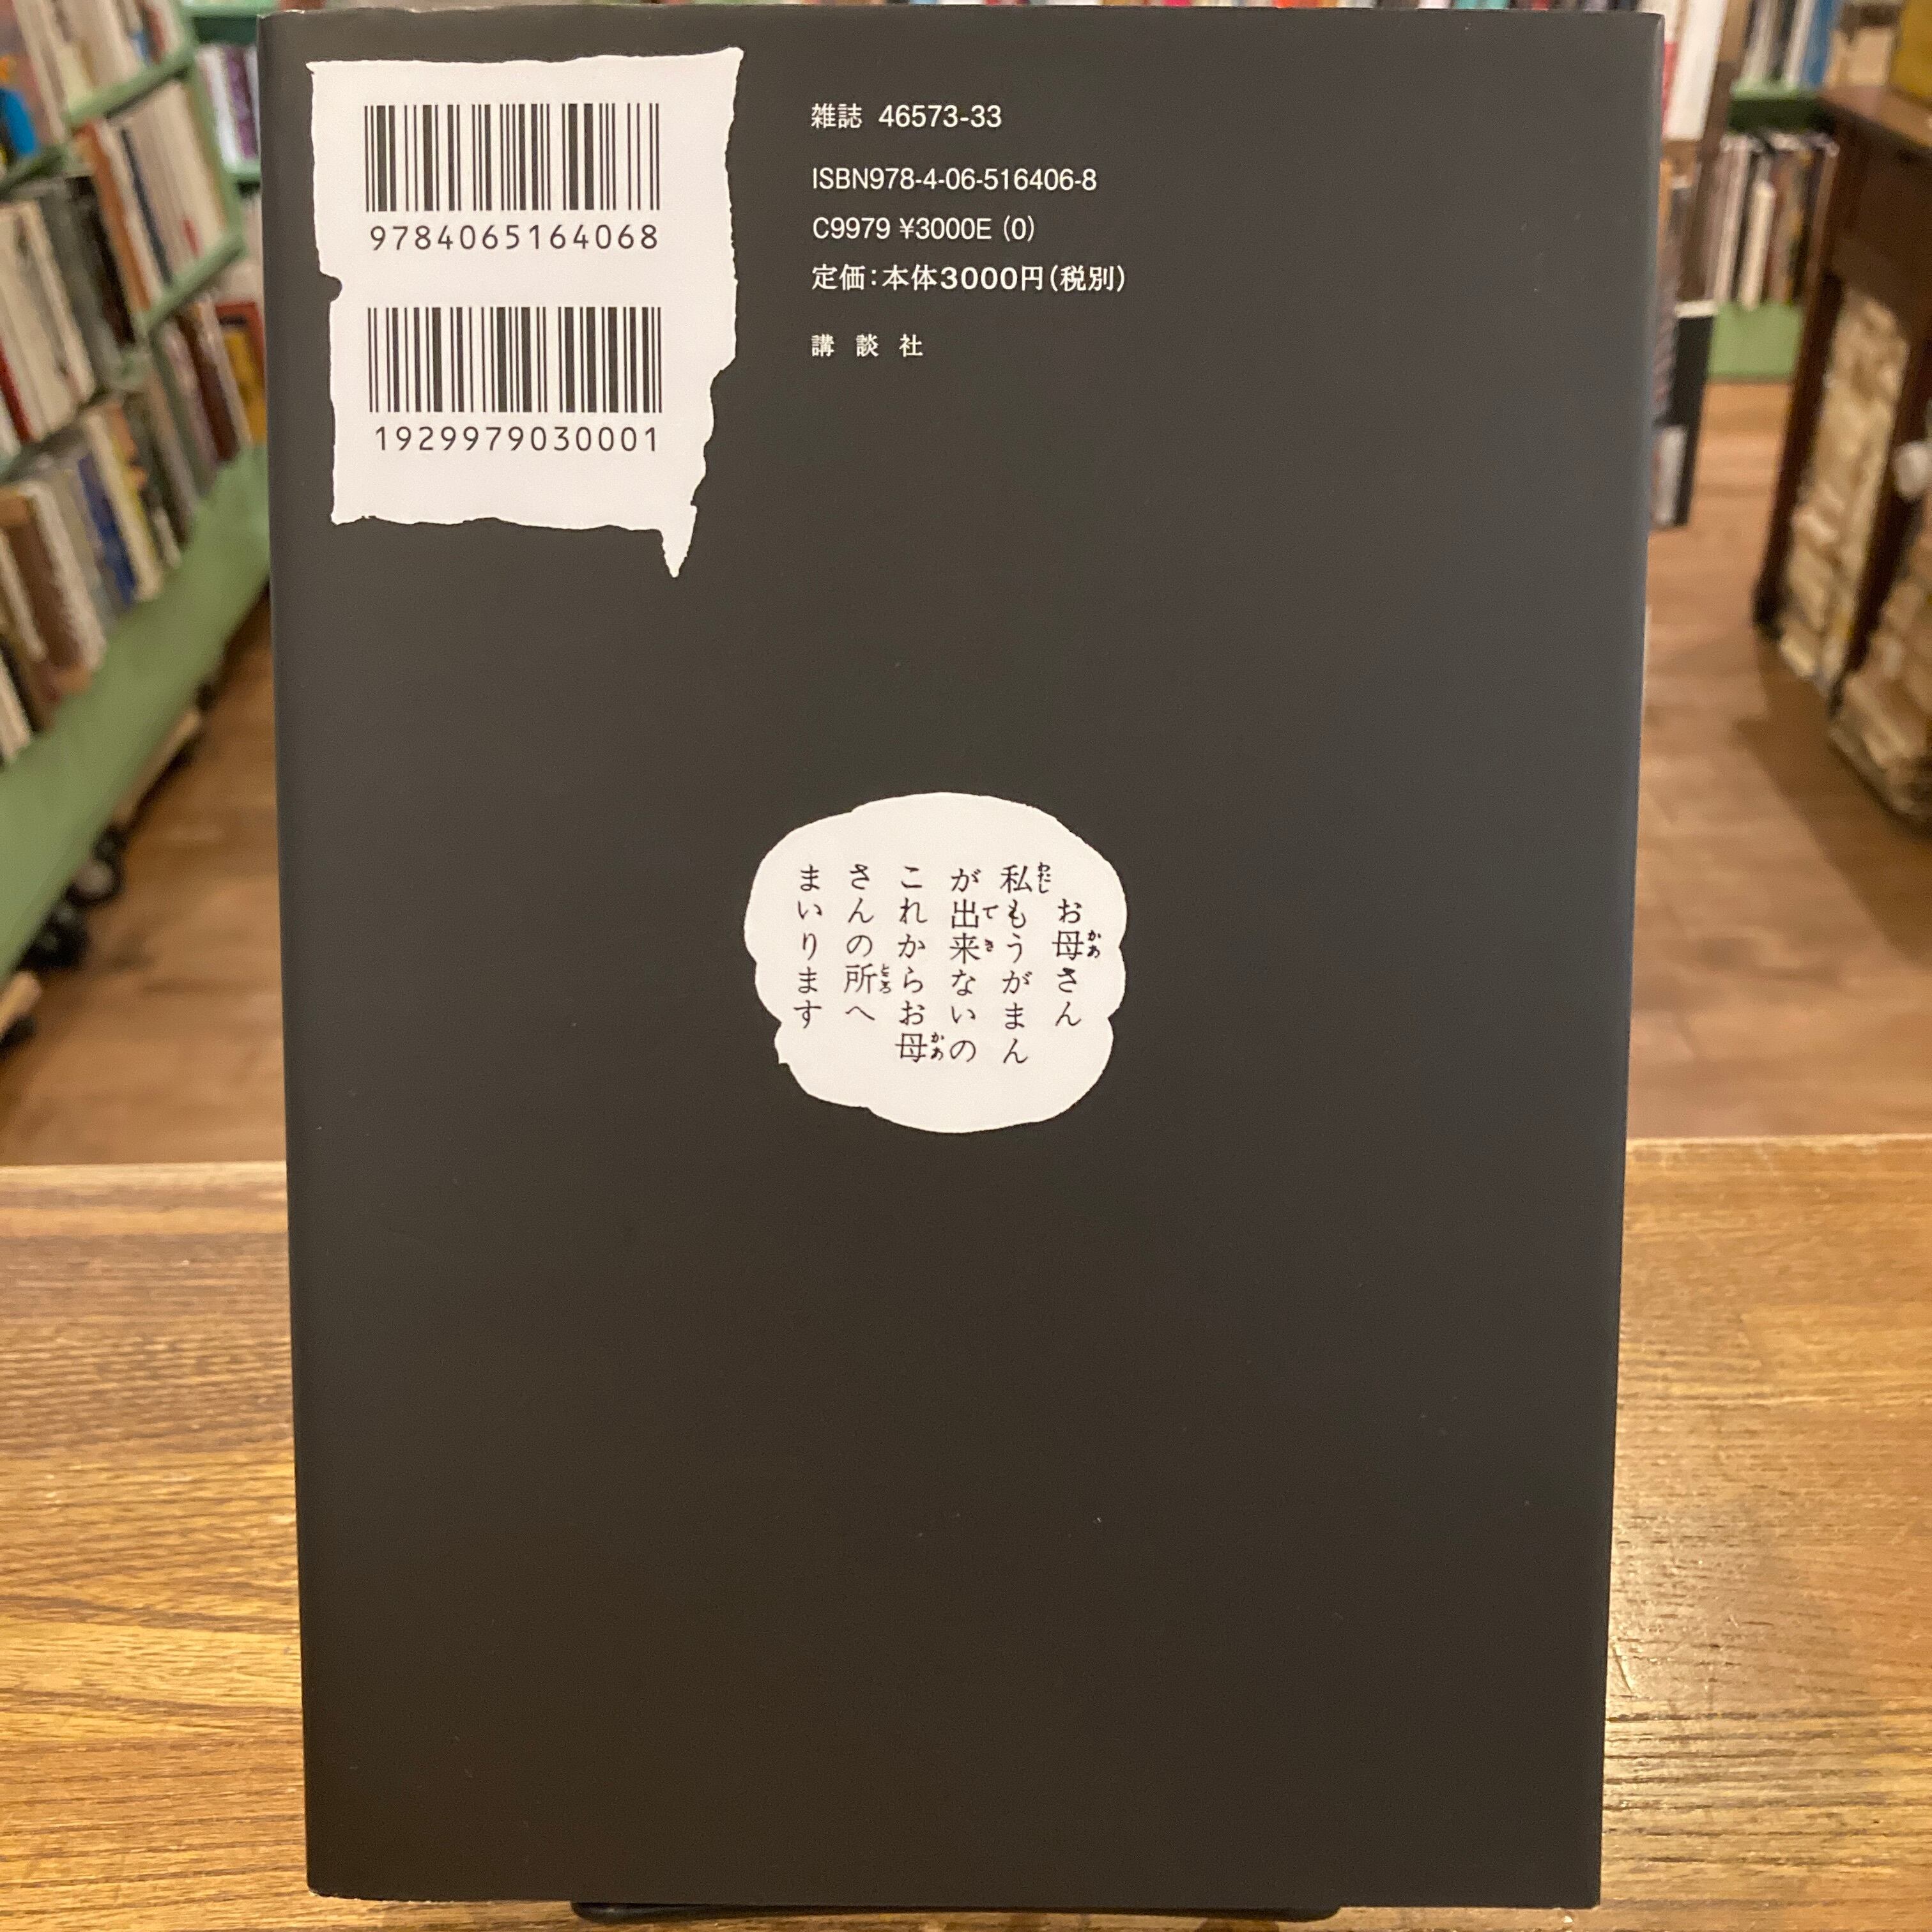 9784065164068
1929979030001
雑誌 46573-33
ISBN978-4-06-516406-8
C9979 ¥3000E (0)
定価：本体3000円（税別）
講談社
お母さん
私もうがまん
が出来ないの
これからお母
さんの所へ
まいります